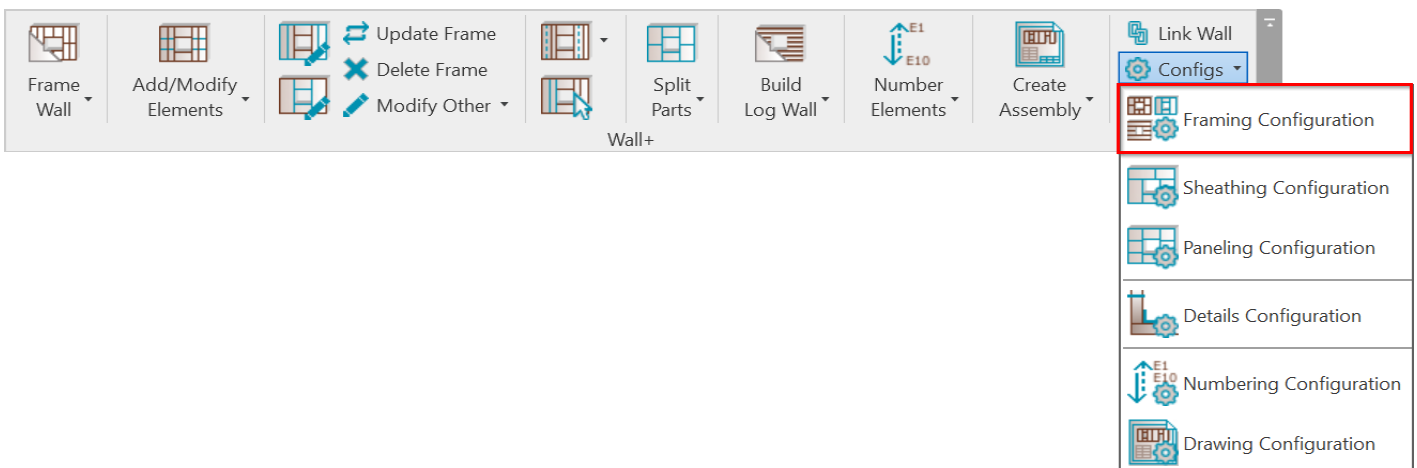 Frame
Wall
Add/Modify
Elements
Update Frame
Delete Frame
Modify Other
Split
Parts
Build
Log Wall
E1
E10
Number
Elements
Create
Assembly
Link Wall
Configs
Wall+
Framing Configuration
Sheathing Configuration
Paneling Configuration
Details Configuration
E1
E10
Numbering Configuration
Drawing Configuration